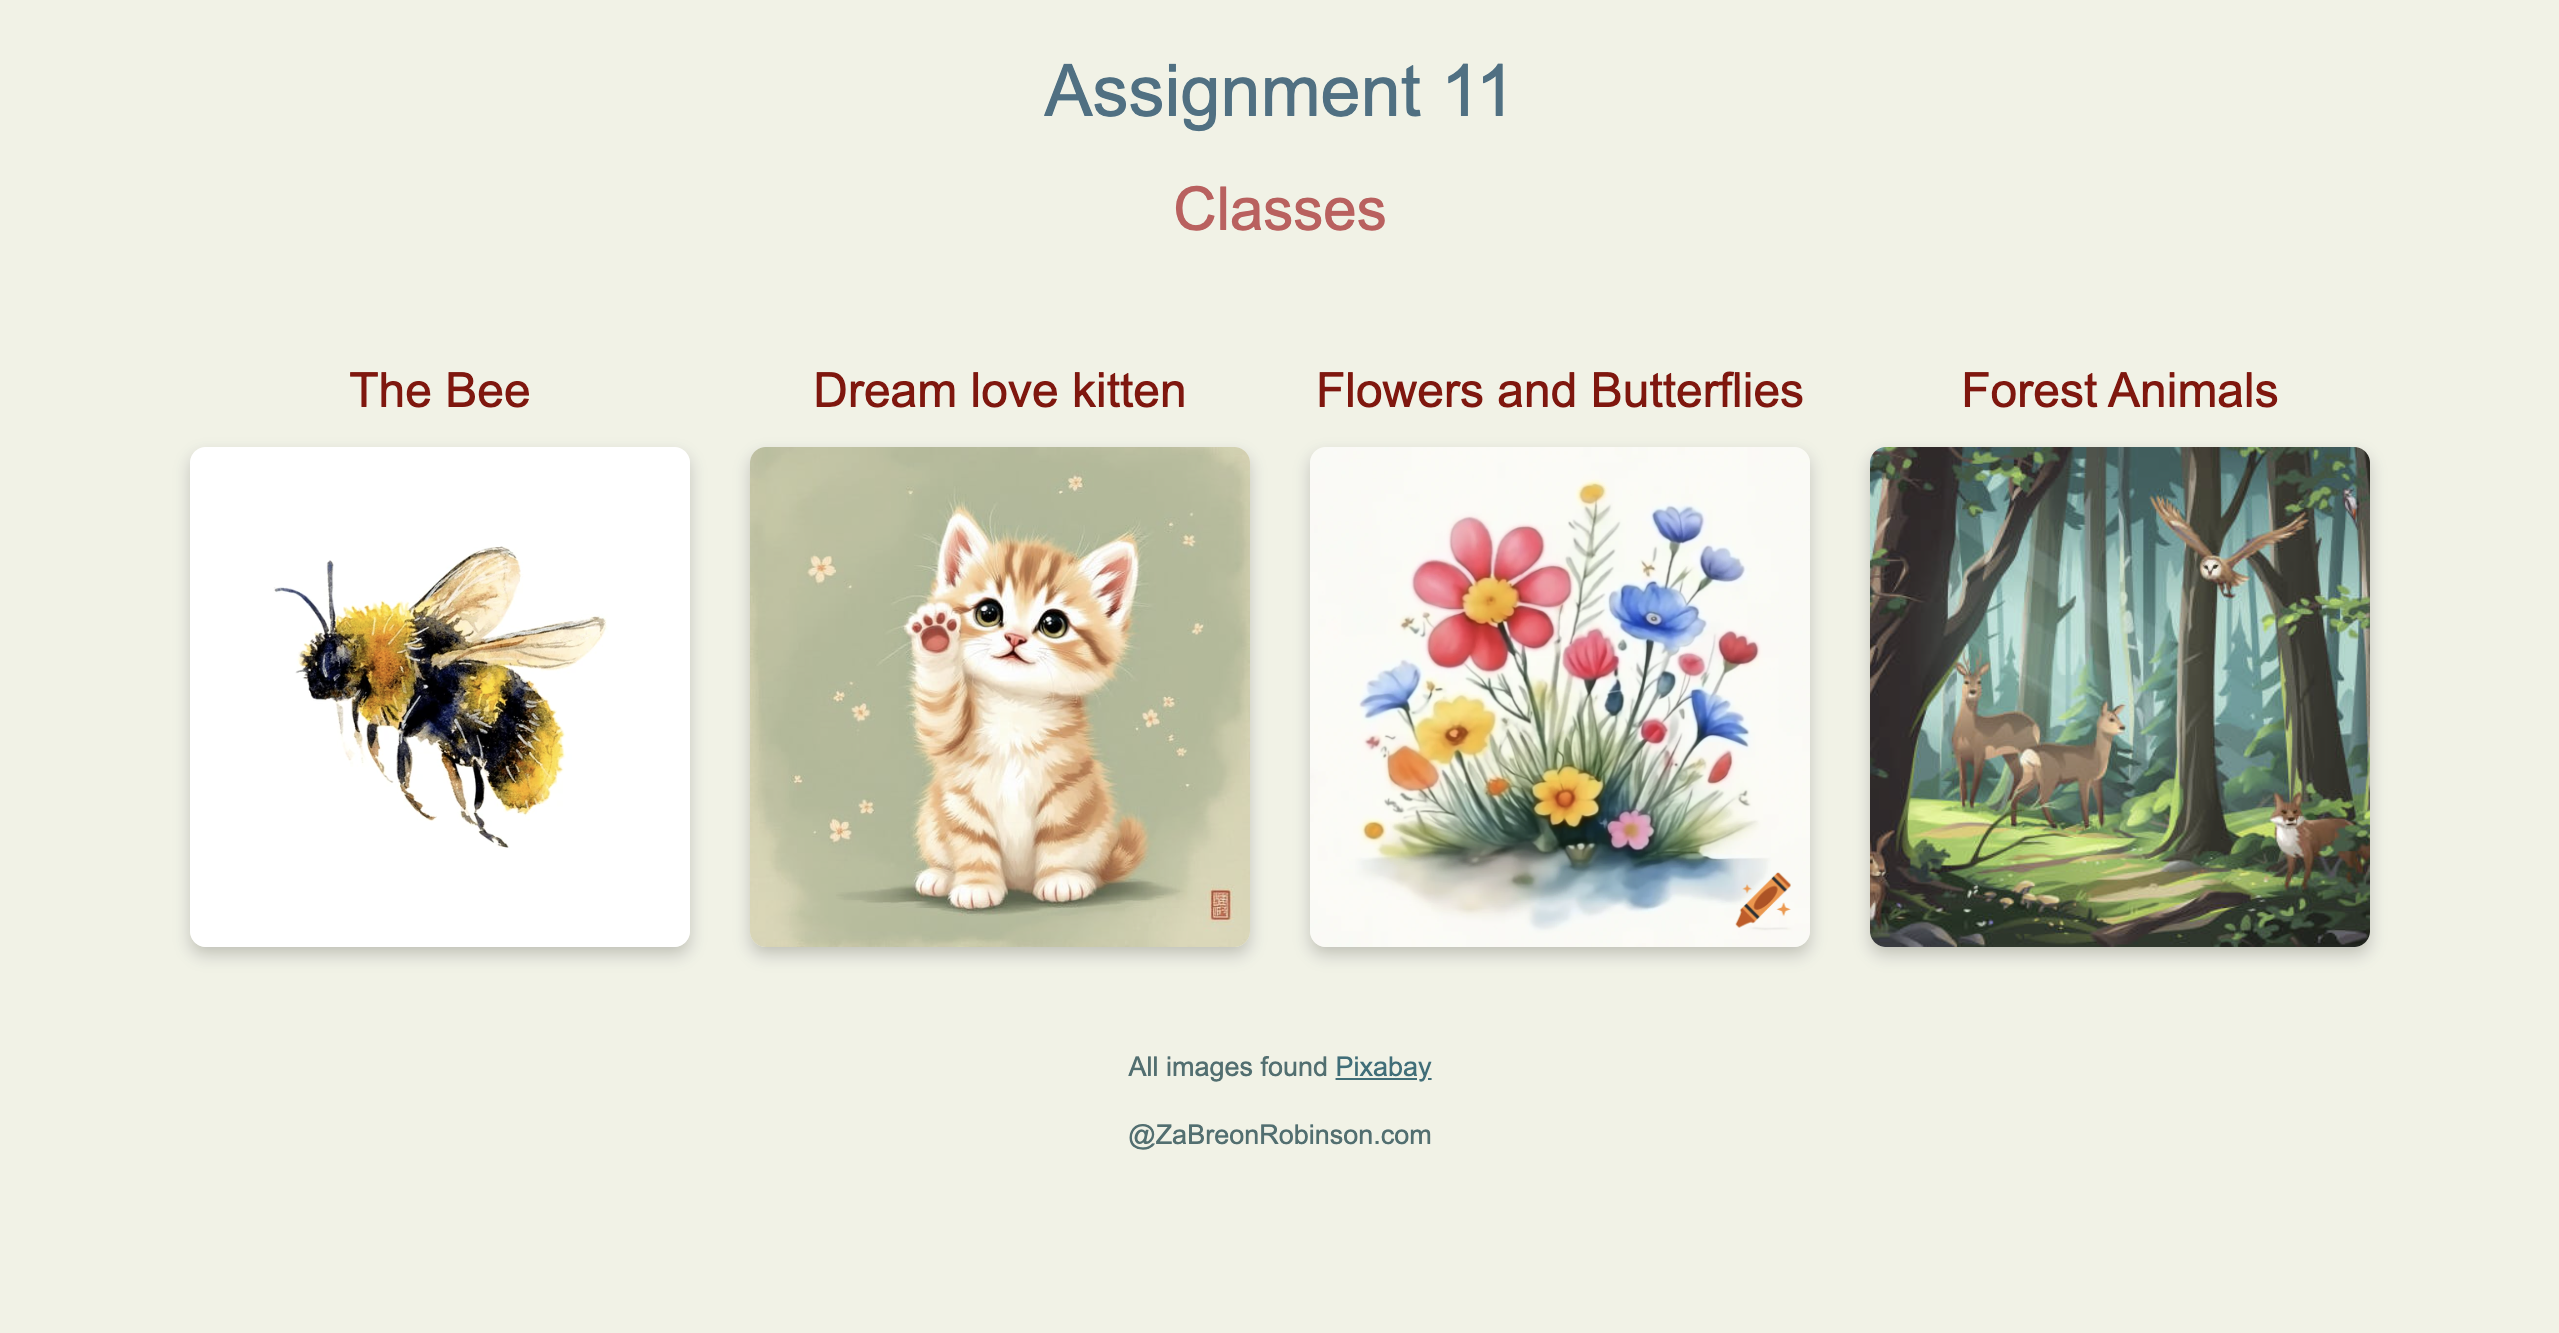 Assignment 11
Classes
The Bee
Dream love kitten
Flowers and Butterflies
Forest Animals
All images found Pixabay
@ZaBreonRobinson.com